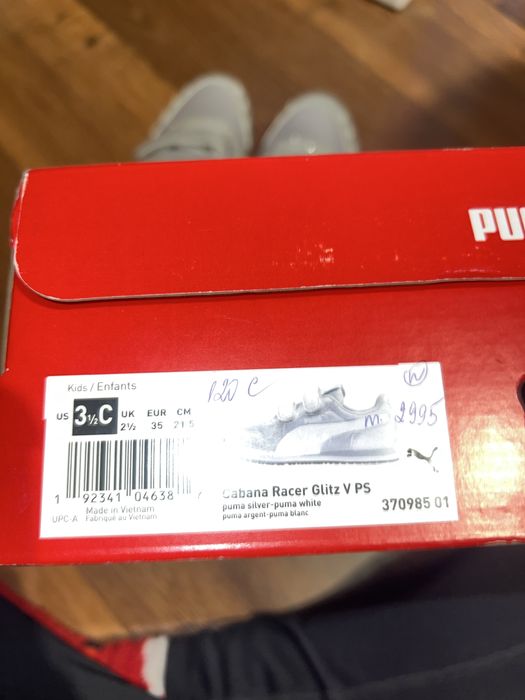 PU
Kids / Enfants
US 3½C UK 2½ EUR 35 CM 21.5
1 92341 04638 7
Made in Vietnam
UPC-A Fabriqué au Vietnam
W
м. 2995
Cabana Racer Glitz V PS
puma silver-puma white
puma argent-puma blanc
370985 01